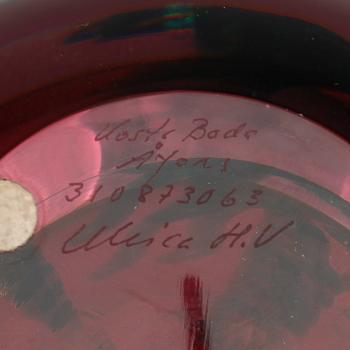 Kosta Boda
Åfors
310873063
Ulrica H.V